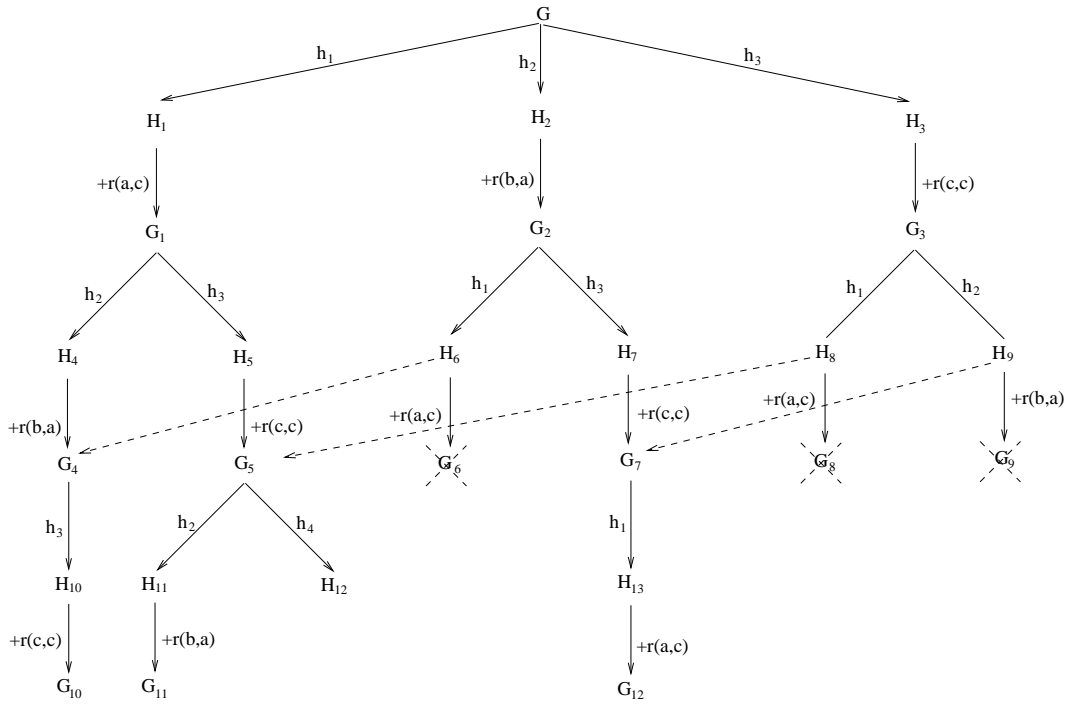 G
h₁ h₂ h₃
H₁ H₂ H₃
+r(a,c) +r(b,a) +r(c,c)
G₁ G₂ G₃
h₂ h₃ h₁ h₃ h₁ h₂
H₄ H₅ H₆ H₇ H₈ H₉
+r(b,a) +r(c,c) +r(a,c) +r(c,c) +r(a,c) +r(b,a)
G₄ G₅ G₆ G₇ G₈ G₉
h₃ h₂ h₄ h₁
H₁₀ H₁₁ H₁₂ H₁₃
+r(c,c) +r(b,a) +r(a,c)
G₁₀ G₁₁ G₁₂